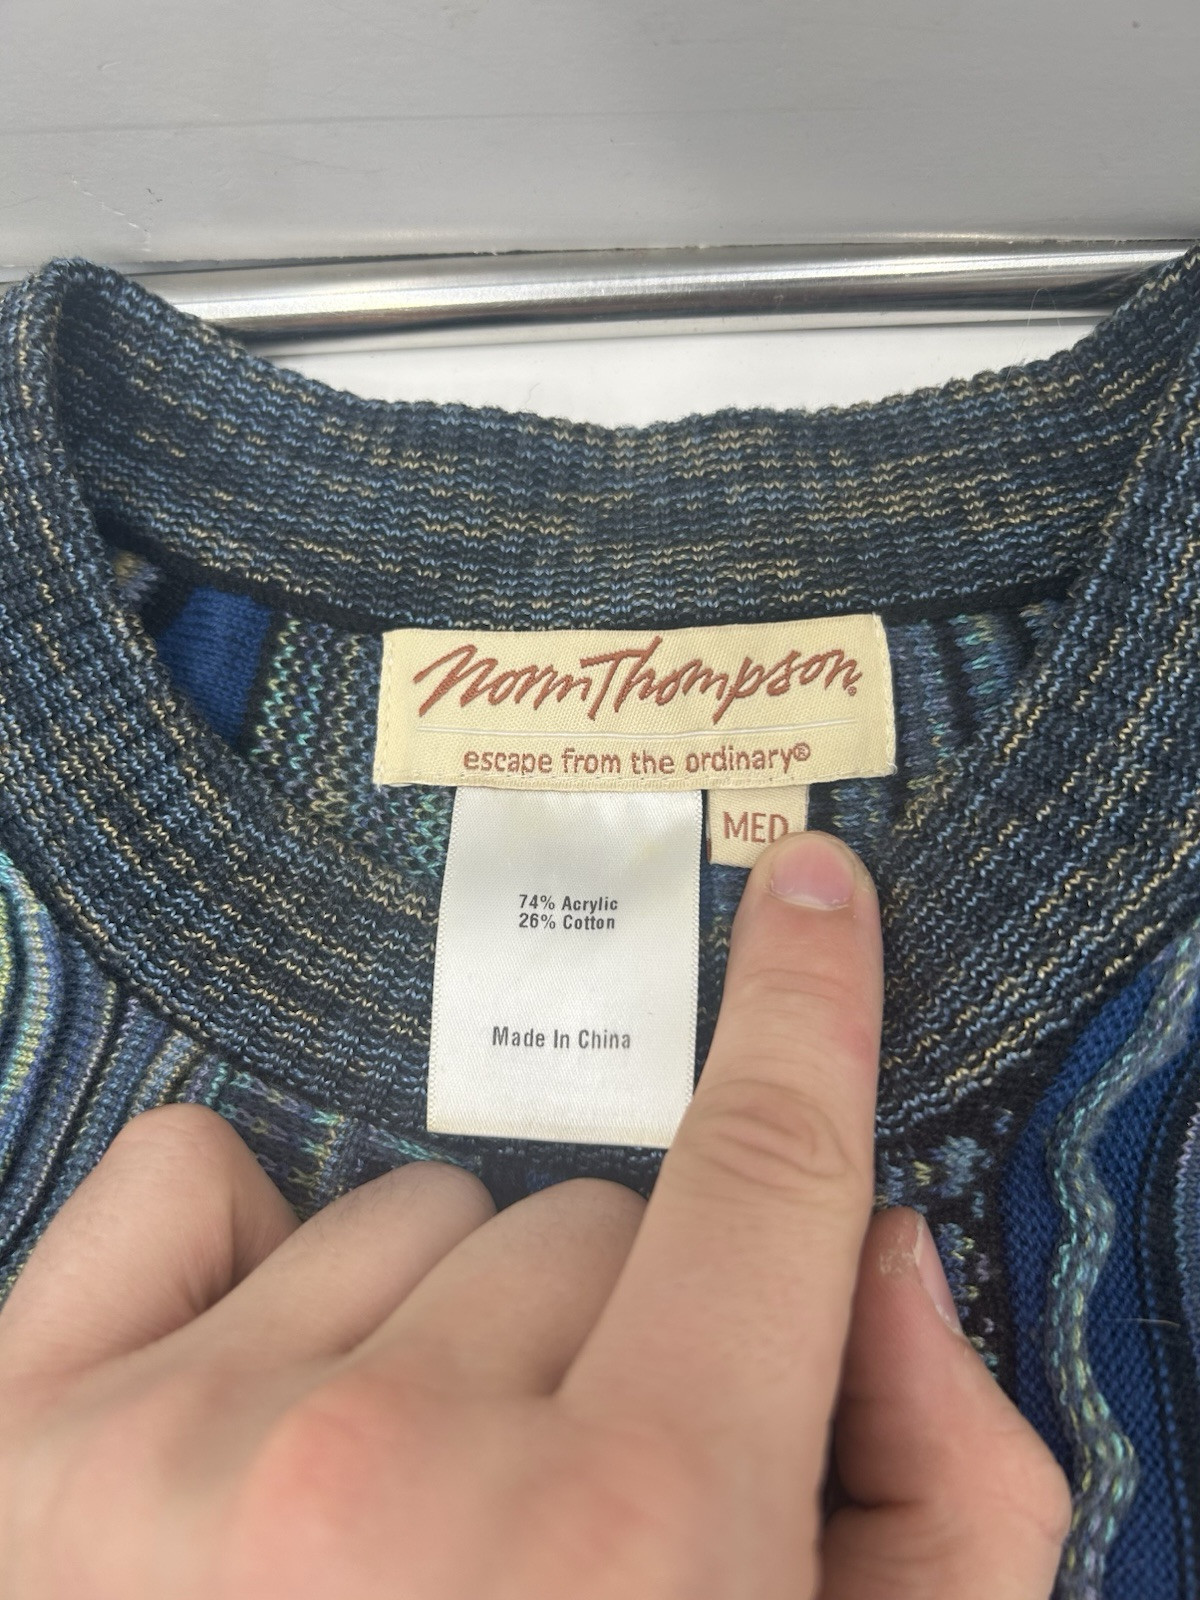 Norm Thompson®
escape from the ordinary®
MED
74% Acrylic
26% Cotton
Made In China